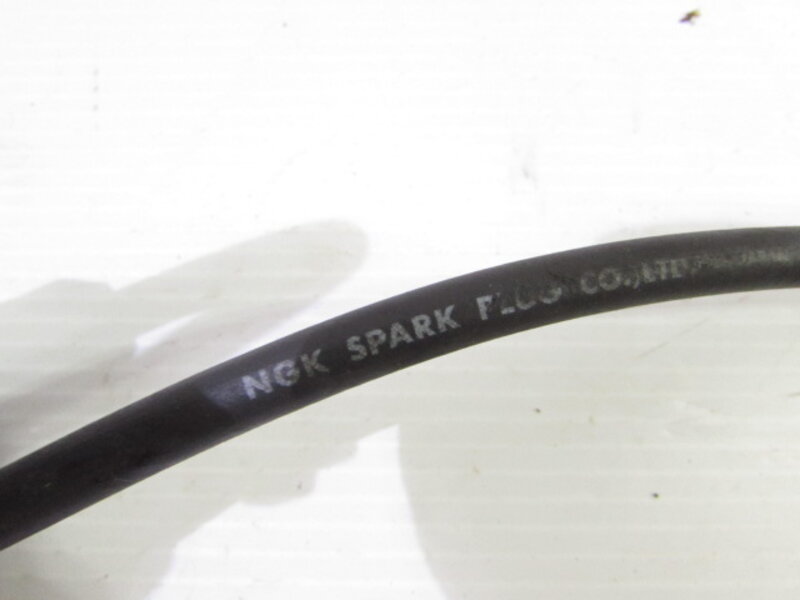 NGK SPARK PLUG CO., LTD.